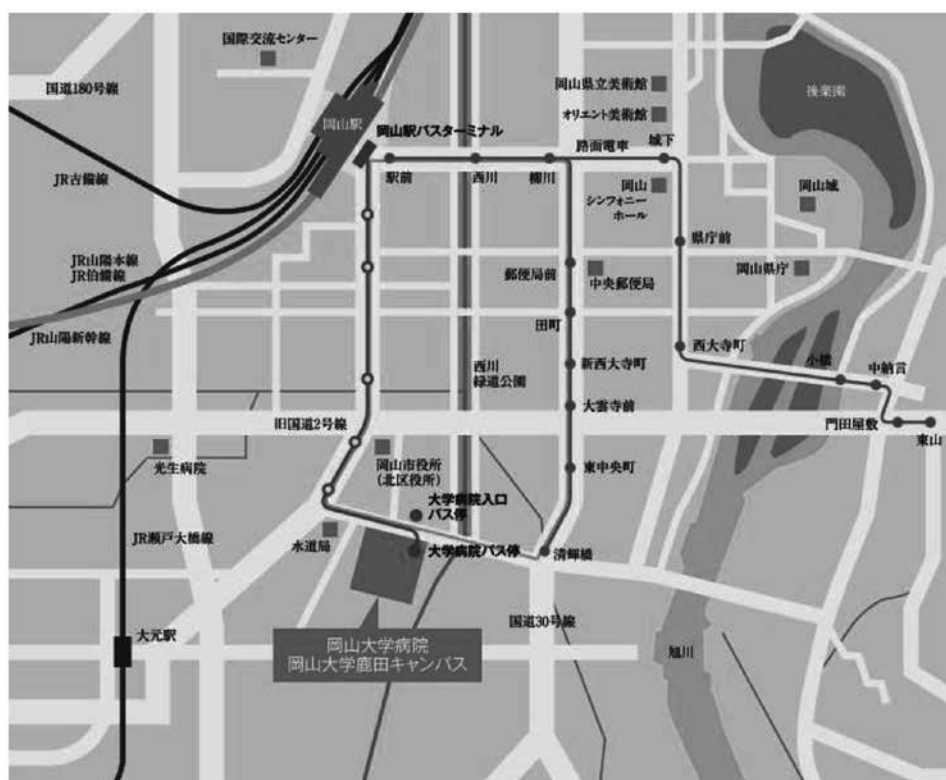 国際交流センター
国道180号線
岡山県立美術館
オリエント美術館
後楽園
岡山駅
岡山駅バスターミナル
路面電車
城下
駅前
西川
柳川
JR吉備線
岡山
シンフォニー
ホール
岡山城
県庁前
JR山陽本線
JR伯備線
郵便局前
中央郵便局
岡山県庁
田町
JR山陽新幹線
西大寺町
西川
緑道公園
新西大寺町
小橋
中納言
大雲寺前
旧国道2号線
門田屋敷
東山
光生病院
岡山市役所
(北区役所)
東中央町
大学病院入口
バス停
水道局
JR瀬戸大橋線
大学病院バス停
清輝橋
国道30号線
大元駅
岡山大学病院
岡山大学鹿田キャンパス
旭川